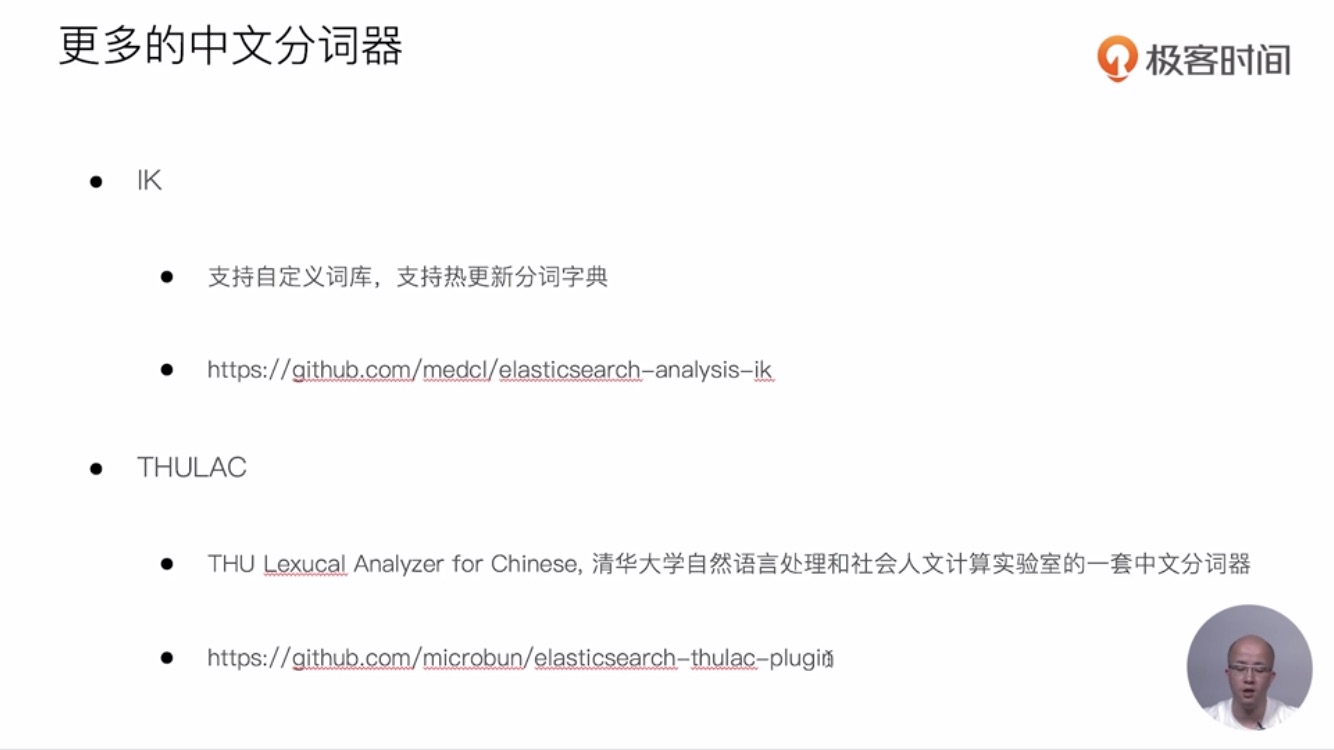 更多的中文分词器
极客时间
IK
支持自定义词库，支持热更新分词字典
https://github.com/medcl/elasticsearch-analysis-ik
THULAC
THU Lexucal Analyzer for Chinese, 清华大学自然语言处理和社会人文计算实验室的一套中文分词器
https://github.com/microbun/elasticsearch-thulac-plugin